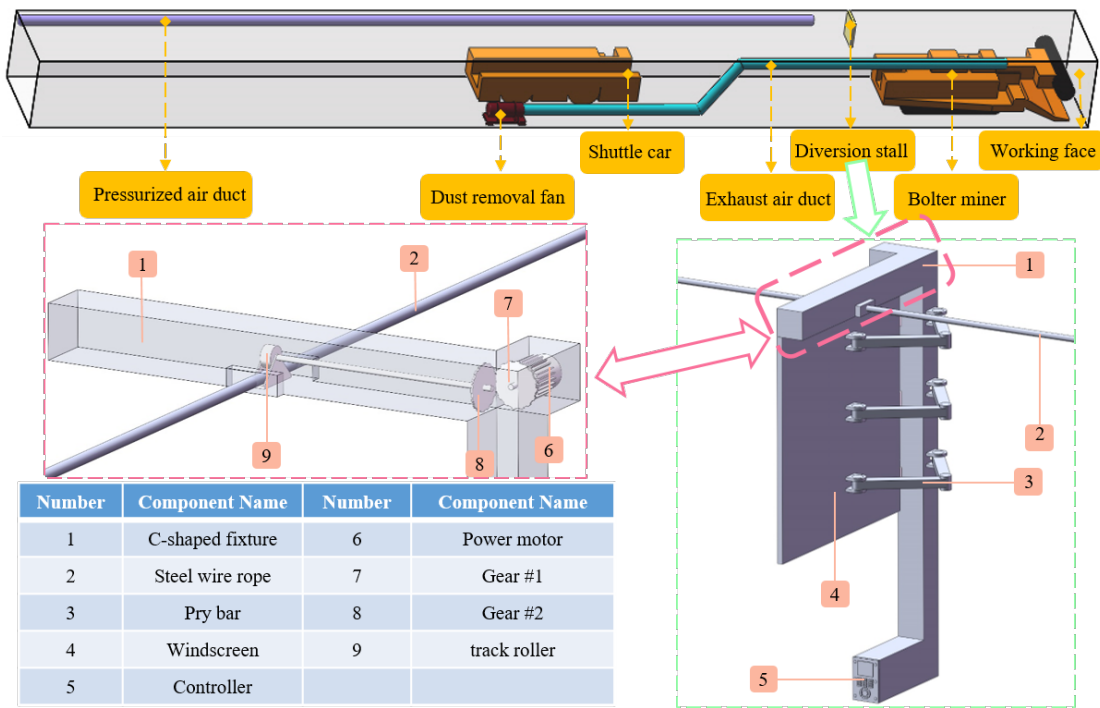 Shuttle car
Diversion stall
Working face
Pressurized air duct
Dust removal fan
Exhaust air duct
Bolter miner
1
2
7
9
8
6
1
2
3
4
5
Number Component Name Number Component Name
1 C-shaped fixture 6 Power motor
2 Steel wire rope 7 Gear #1
3 Pry bar 8 Gear #2
4 Windscreen 9 track roller
5 Controller